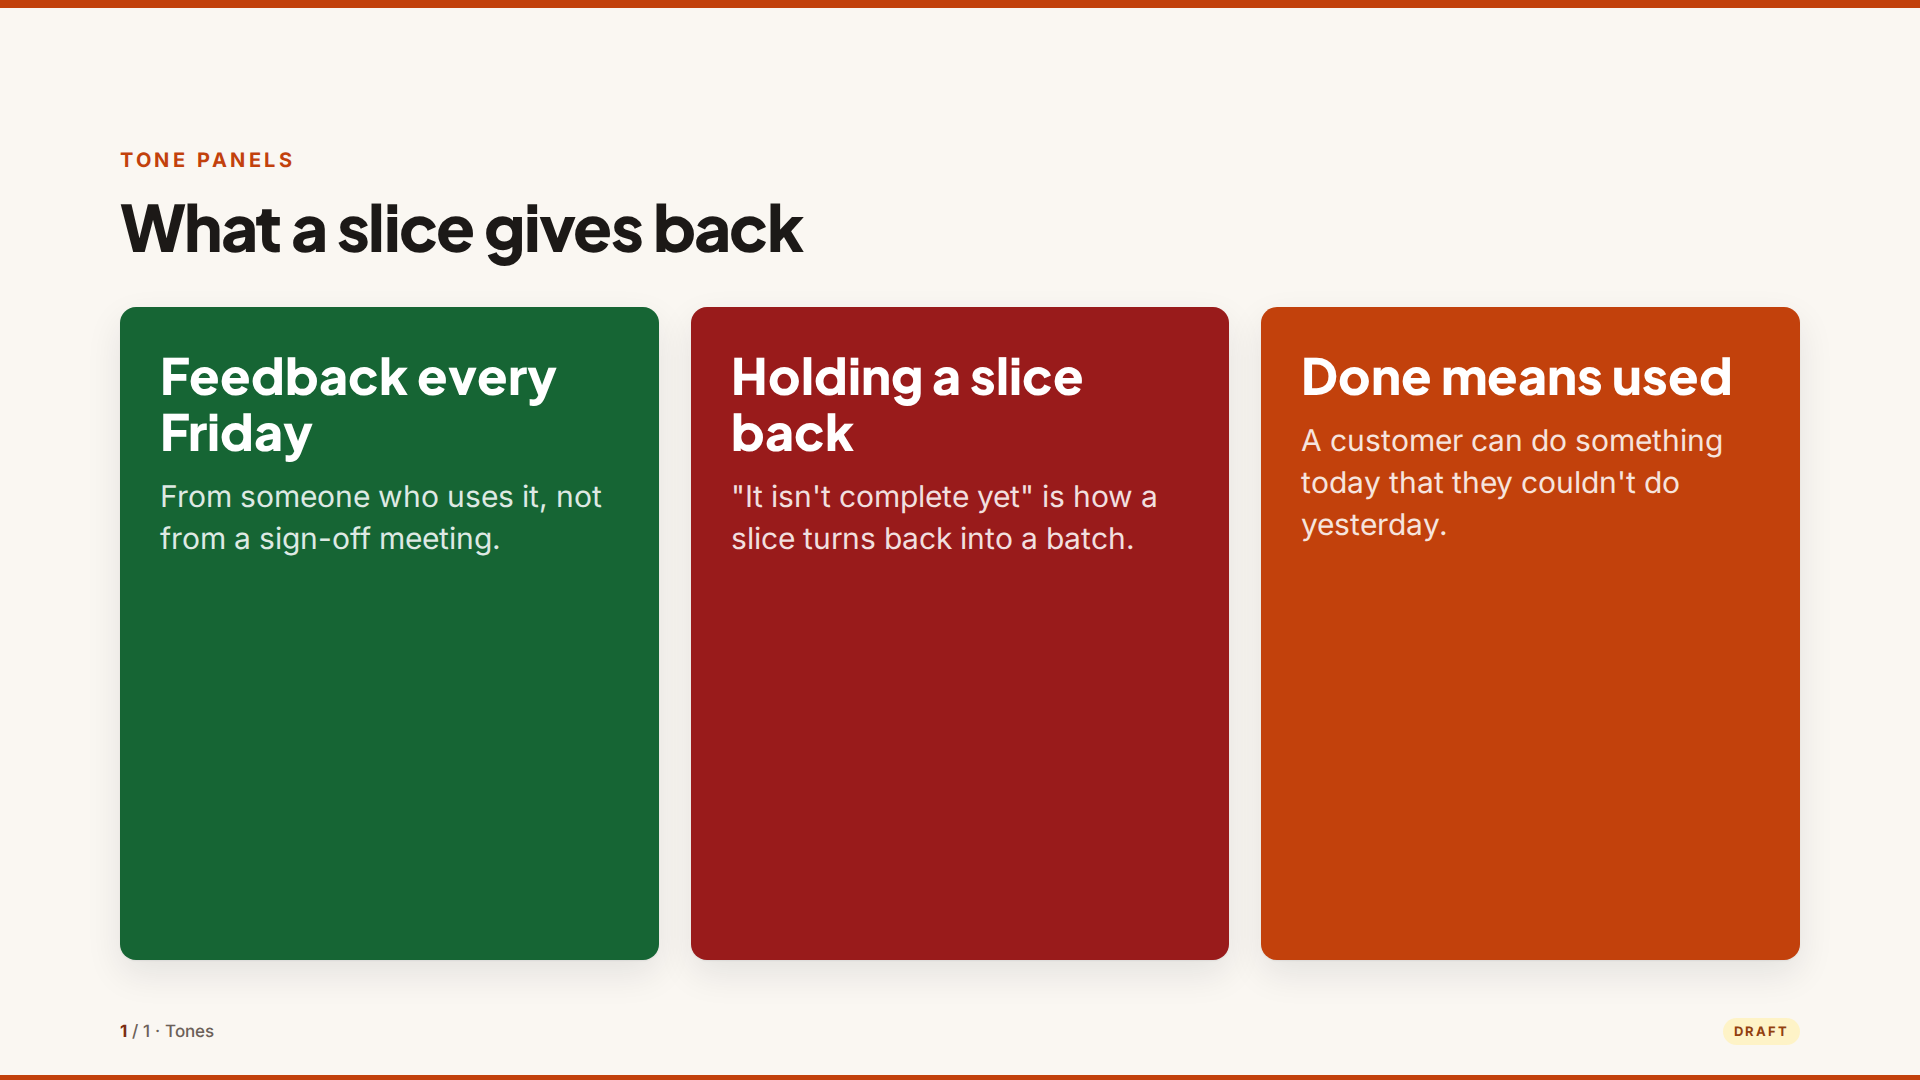 TONE PANELS
What a slice gives back
Feedback every
Friday
From someone who uses it, not
from a sign-off meeting.
Holding a slice
back
"It isn't complete yet" is how a
slice turns back into a batch.
Done means used
A customer can do something
today that they couldn't do
yesterday.
1 / 1 · Tones
DRAFT